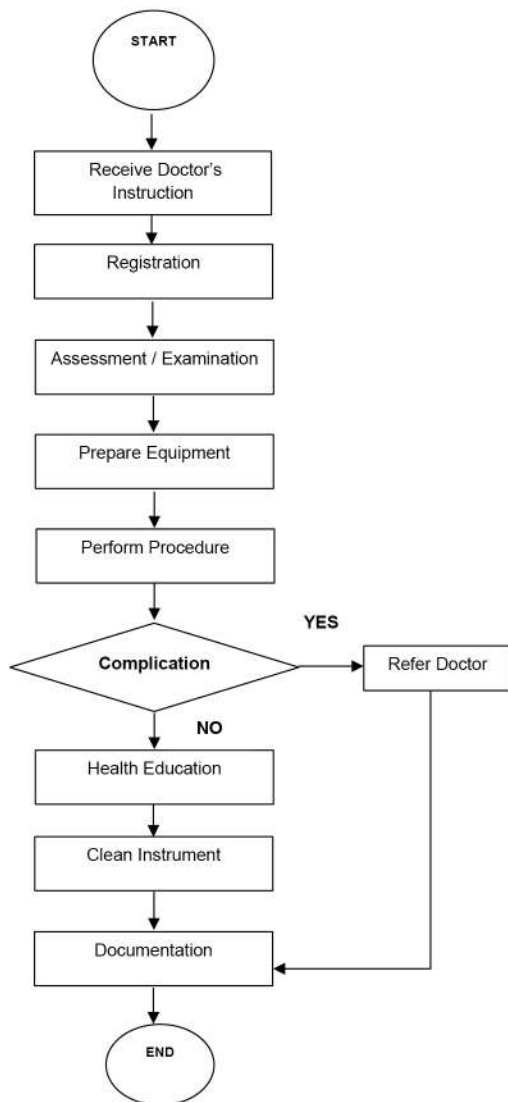 START
Receive Doctor's
Instruction
Registration
Assessment / Examination
Prepare Equipment
Perform Procedure
YES
Complication
Refer Doctor
NO
Health Education
Clean Instrument
Documentation
END